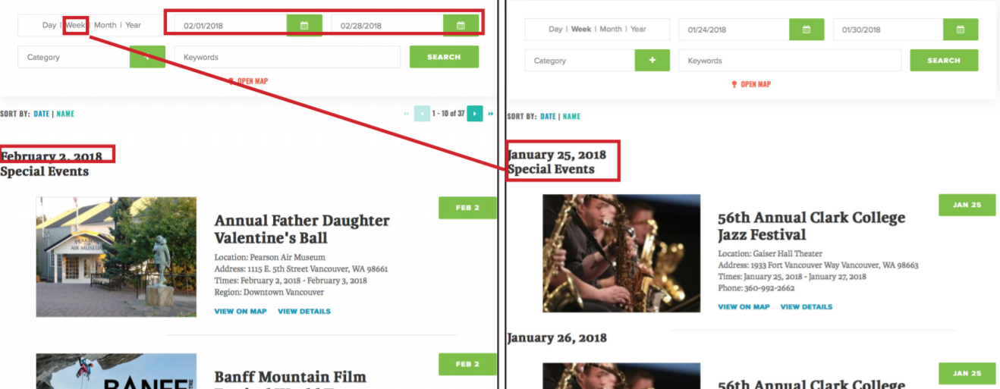 Day | Week | Month | Year
02/01/2018
02/28/2018
Category
+
Keywords
SEARCH
OPEN MAP
SORT BY: DATE | NAME
1 - 10 of 37
February 2, 2018
Special Events
PEARSON
AIR MUSEUM
Annual Father Daughter
Valentine's Ball
FEB 2
Location: Pearson Air Museum
Address: 1115 E. 5th Street Vancouver, WA 98661
Times: February 2, 2018 - February 3, 2018
Region: Downtown Vancouver
VIEW ON MAP VIEW DETAILS
BANFF
Banff Mountain Film
FEB 2
Day | Week | Month | Year
01/24/2018
01/30/2018
Category
+
Keywords
SEARCH
OPEN MAP
SORT BY: DATE | NAME
January 25, 2018
Special Events
56th Annual Clark College
Jazz Festival
JAN 25
Location: Gaiser Hall Theater
Address: 1933 Fort Vancouver Way Vancouver, WA 98663
Times: January 25, 2018 - January 27, 2018
Phone: 360-992-2662
VIEW ON MAP VIEW DETAILS
January 26, 2018
56th Annual Clark College
JAN 25